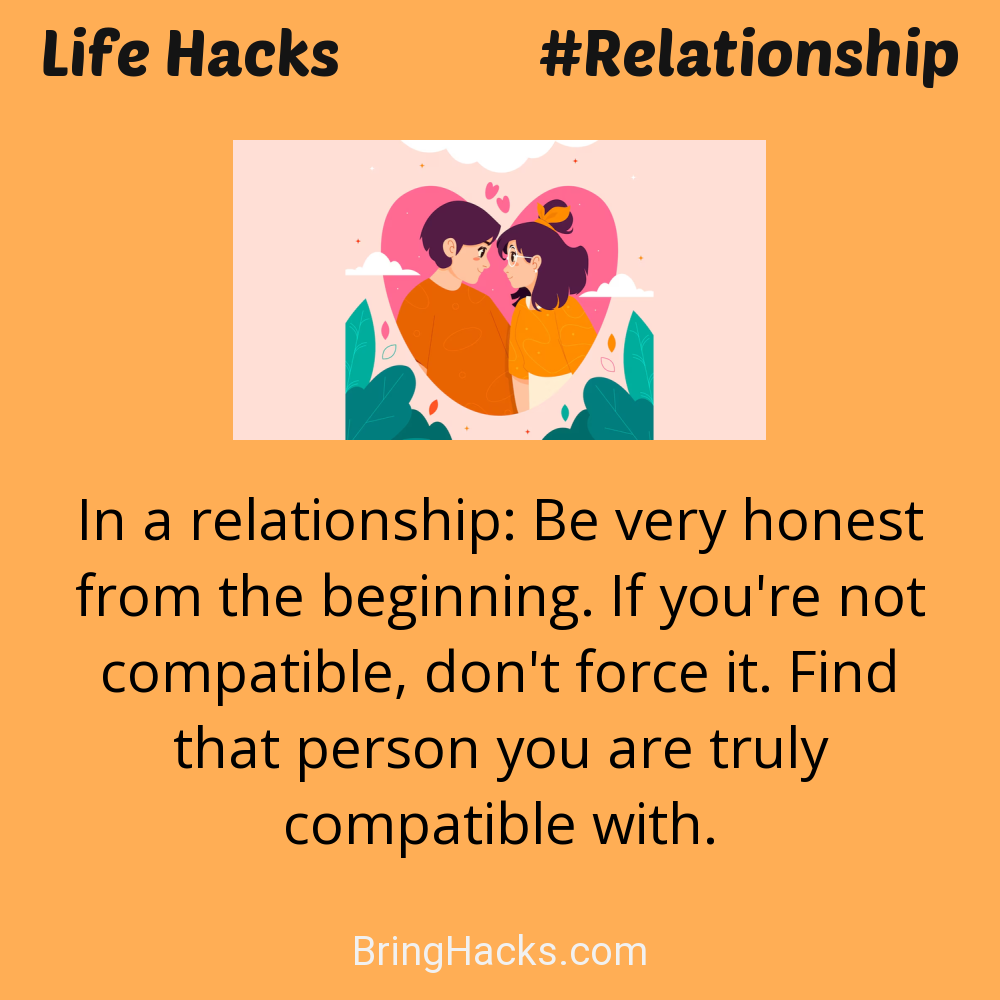 Life Hacks #Relationship
In a relationship: Be very honest
from the beginning. If you're not
compatible, don't force it. Find
that person you are truly
compatible with.
BringHacks.com